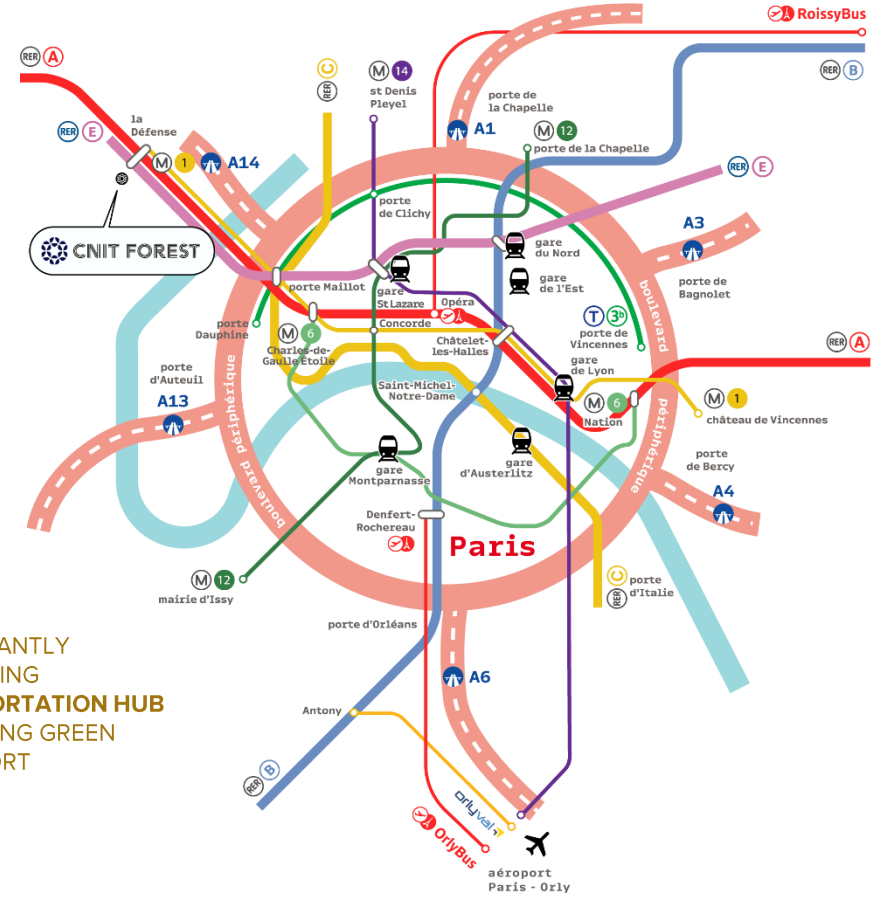 RoissyBus
RER A
RER C
M 14
st Denis
Pleyel
porte de
la Chapelle
RER B
la
Défense
RER E
M 1
A14
A1
M 12
porte de la Chapelle
RER E
CNIT FOREST
porte
de Clichy
A3
gare
du Nord
gare
de l'Est
porte de
Bagnolet
porte Maillot
gare
St Lazare
Opéra
boulevard
périphérique
T 3b
porte de
Vincennes
porte
Dauphine
M 6
Charles-de-
Gaulle Étoile
Concorde
Châtelet-
les-Halles
RER A
porte
d'Auteuil
A13
gare
de Lyon
Saint-Michel-
Notre-Dame
M 6
Nation
M 1
château de Vincennes
boulevard périphérique
gare
Montparnasse
gare
d'Austerlitz
porte
de Bercy
A4
Denfert-
Rochereau
Paris
M 12
mairie d'Issy
RER C
porte
d'Italie
porte d'Orléans
ANTLY
ING
ORTATION HUB
NG GREEN
ORT
A6
Antony
RER B
orlyval
OrlyBus
aéroport
Paris - Orly